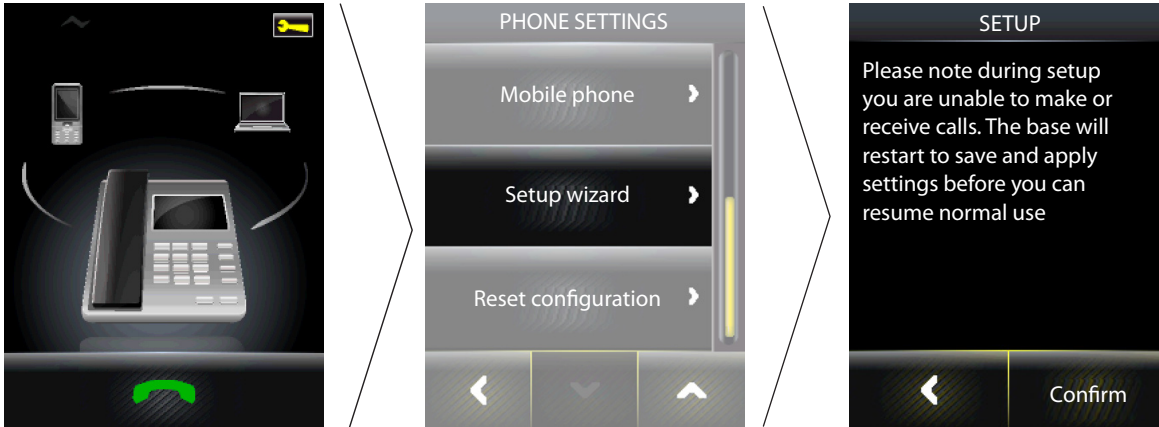 PHONE SETTINGS
Mobile phone
Setup wizard
Reset configuration
SETUP
Please note during setup
you are unable to make or
receive calls. The base will
restart to save and apply
settings before you can
resume normal use
Confirm